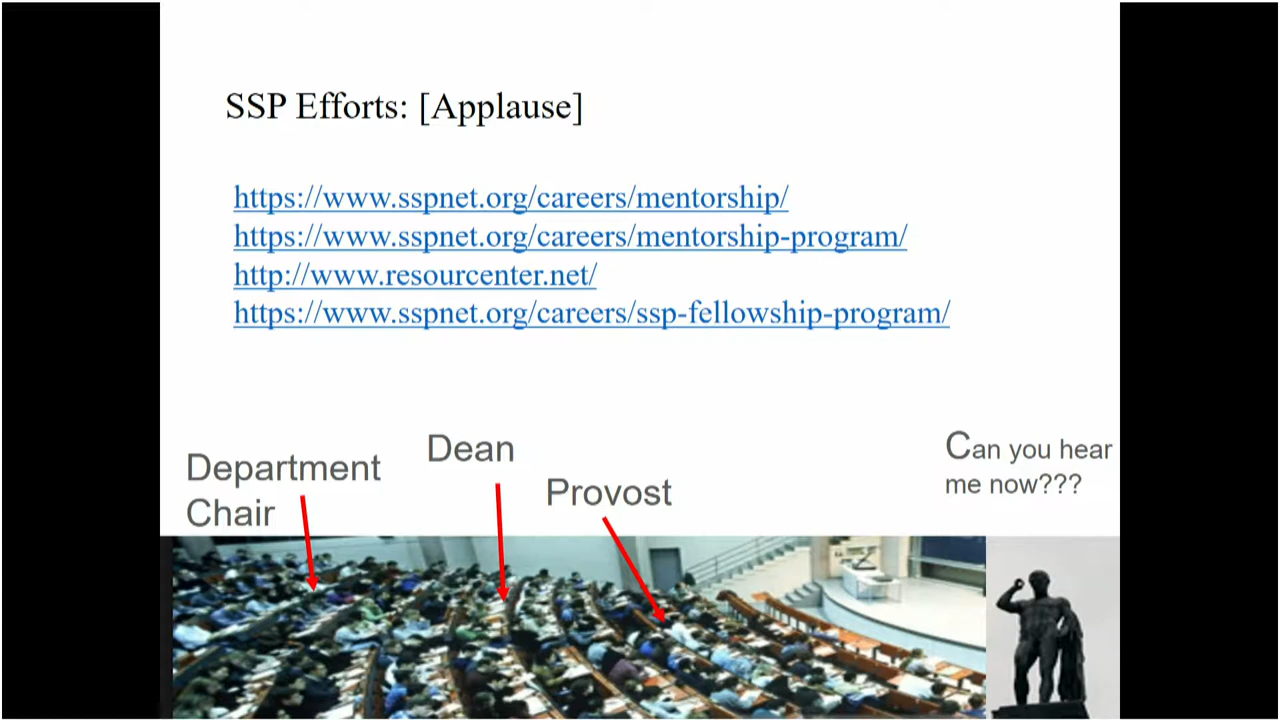 SSP Efforts: [Applause]
https://www.sspnet.org/careers/mentorship/
https://www.sspnet.org/careers/mentorship-program/
http://www.resourcenter.net/
https://www.sspnet.org/careers/ssp-fellowship-program/
Department
Chair
Dean
Provost
Can you hear
me now???